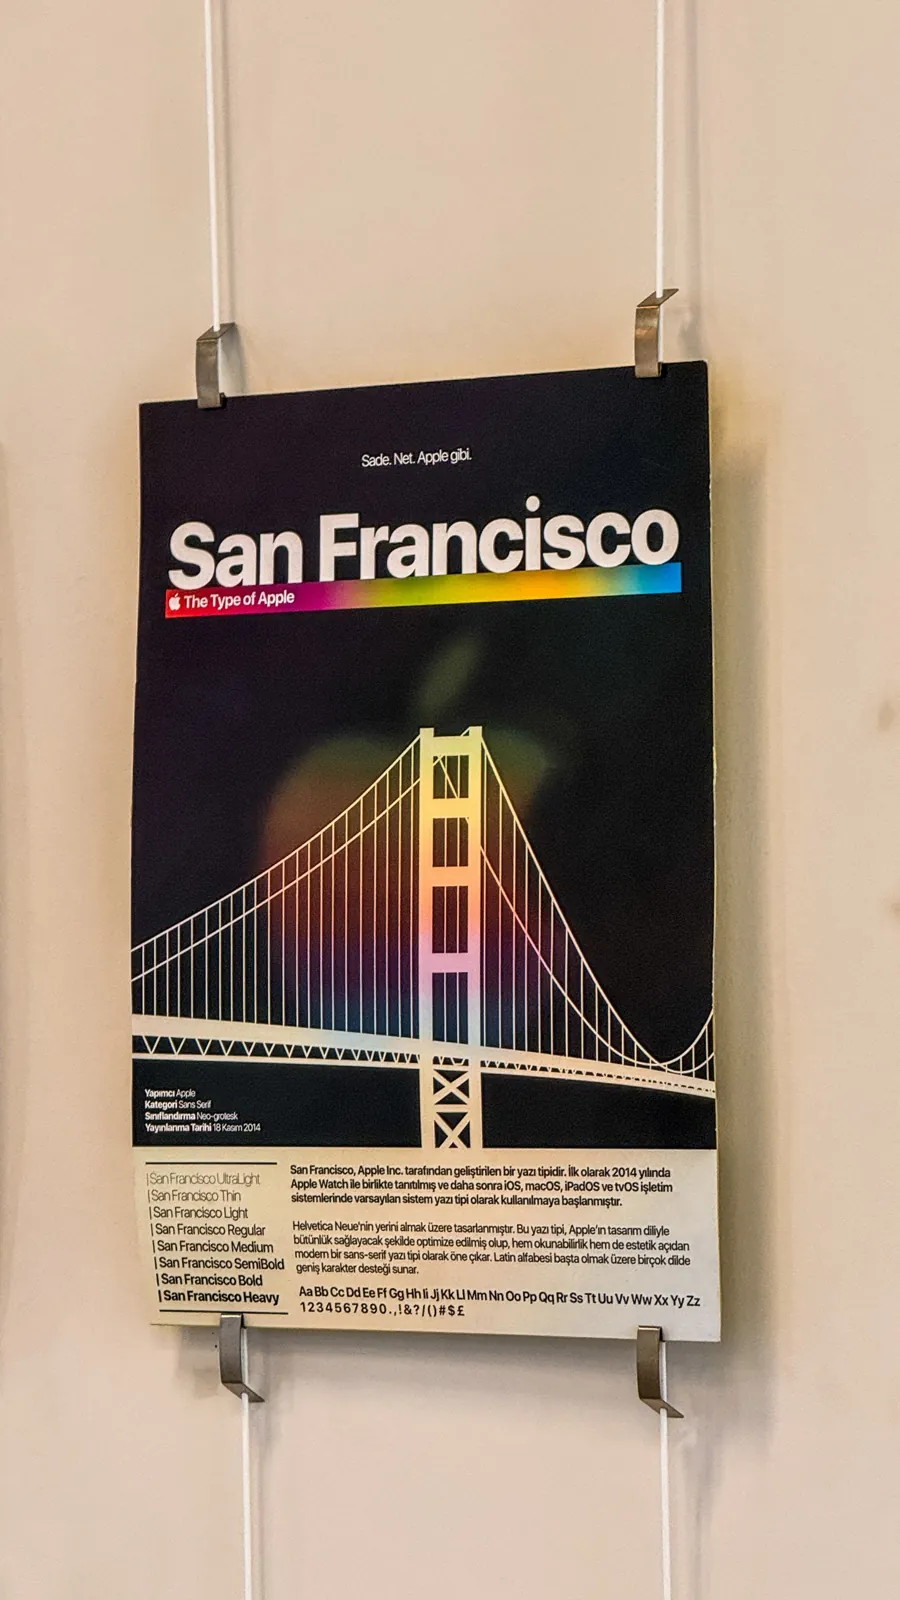 Sade. Net. Apple gibi.
San Francisco
The Type of Apple
Yapımcı Apple
Kategori Sans Serif
Sınıflandırma Neo-grotesk
Yayınlanma Tarihi 18 Kasım 2014
San Francisco UltraLight
San Francisco Thin
San Francisco Light
San Francisco Regular
San Francisco Medium
San Francisco SemiBold
San Francisco Bold
San Francisco Heavy
San Francisco, Apple Inc. tarafından geliştirilen bir yazı tipidir. İlk olarak 2014 yılında
Apple Watch ile birlikte tanıtılmış ve daha sonra iOS, macOS, iPadOS ve tvOS işletim
sistemlerinde varsayılan sistem yazı tipi olarak kullanılmaya başlanmıştır.
Helvetica Neue'nin yerini almak üzere tasarlanmıştır. Bu yazı tipi, Apple'ın tasarım diliyle
bütünlük sağlayacak şekilde optimize edilmiş olup, hem okunabilirlik hem de estetik açıdan
modern bir sans-serif yazı tipi olarak öne çıkar. Latin alfabesi başta olmak üzere birçok dilde
geniş karakter desteği sunar.
Aa Bb Cc Dd Ee Ff Gg Hh Ii Jj Kk Ll Mm Nn Oo Pp Qq Rr Ss Tt Uu Vv Ww Xx Yy Zz
1234567890.,!&?/()#$£